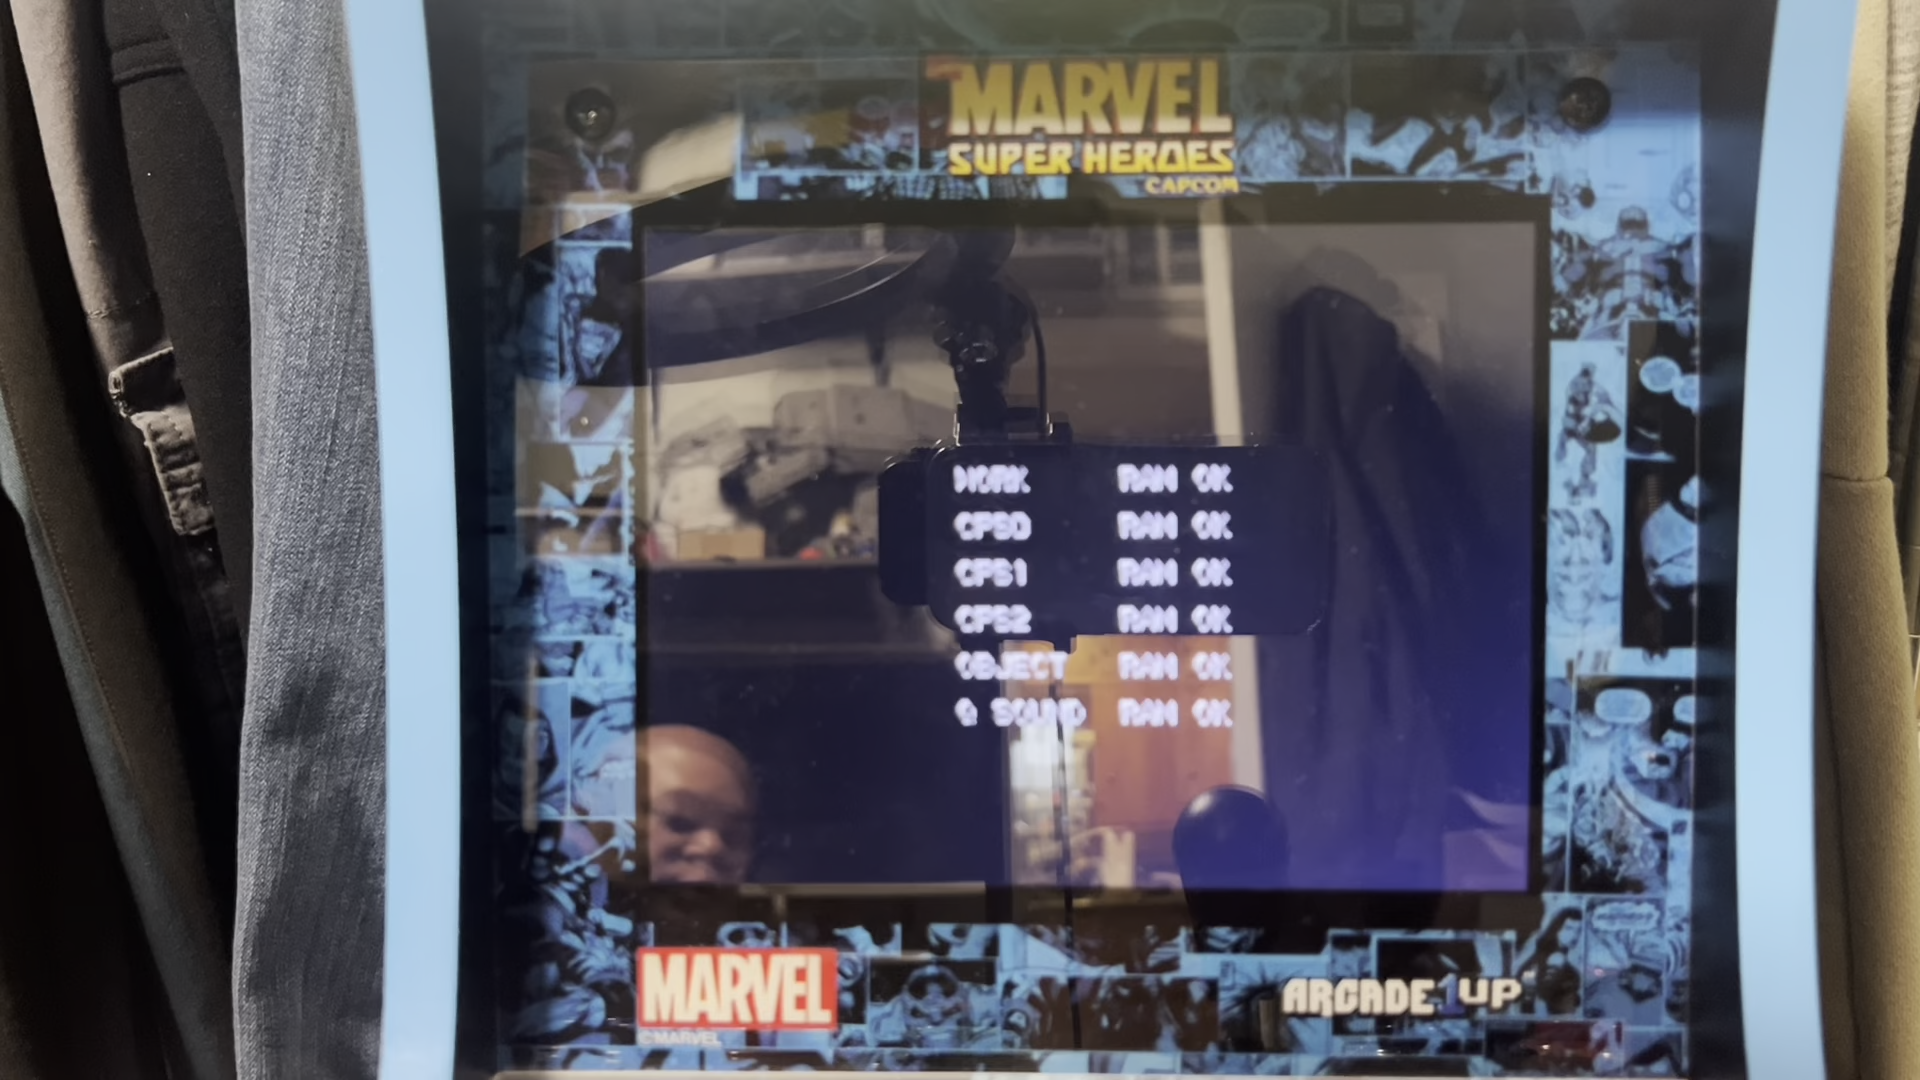 MARVEL
SUPER HEROES
CAPCOM
WORK RAM OK
CPS0 RAM OK
CPS1 RAM OK
CPS2 RAM OK
OBJECT RAM OK
Q SOUND RAM OK
MARVEL
©MARVEL
ARCADE1UP